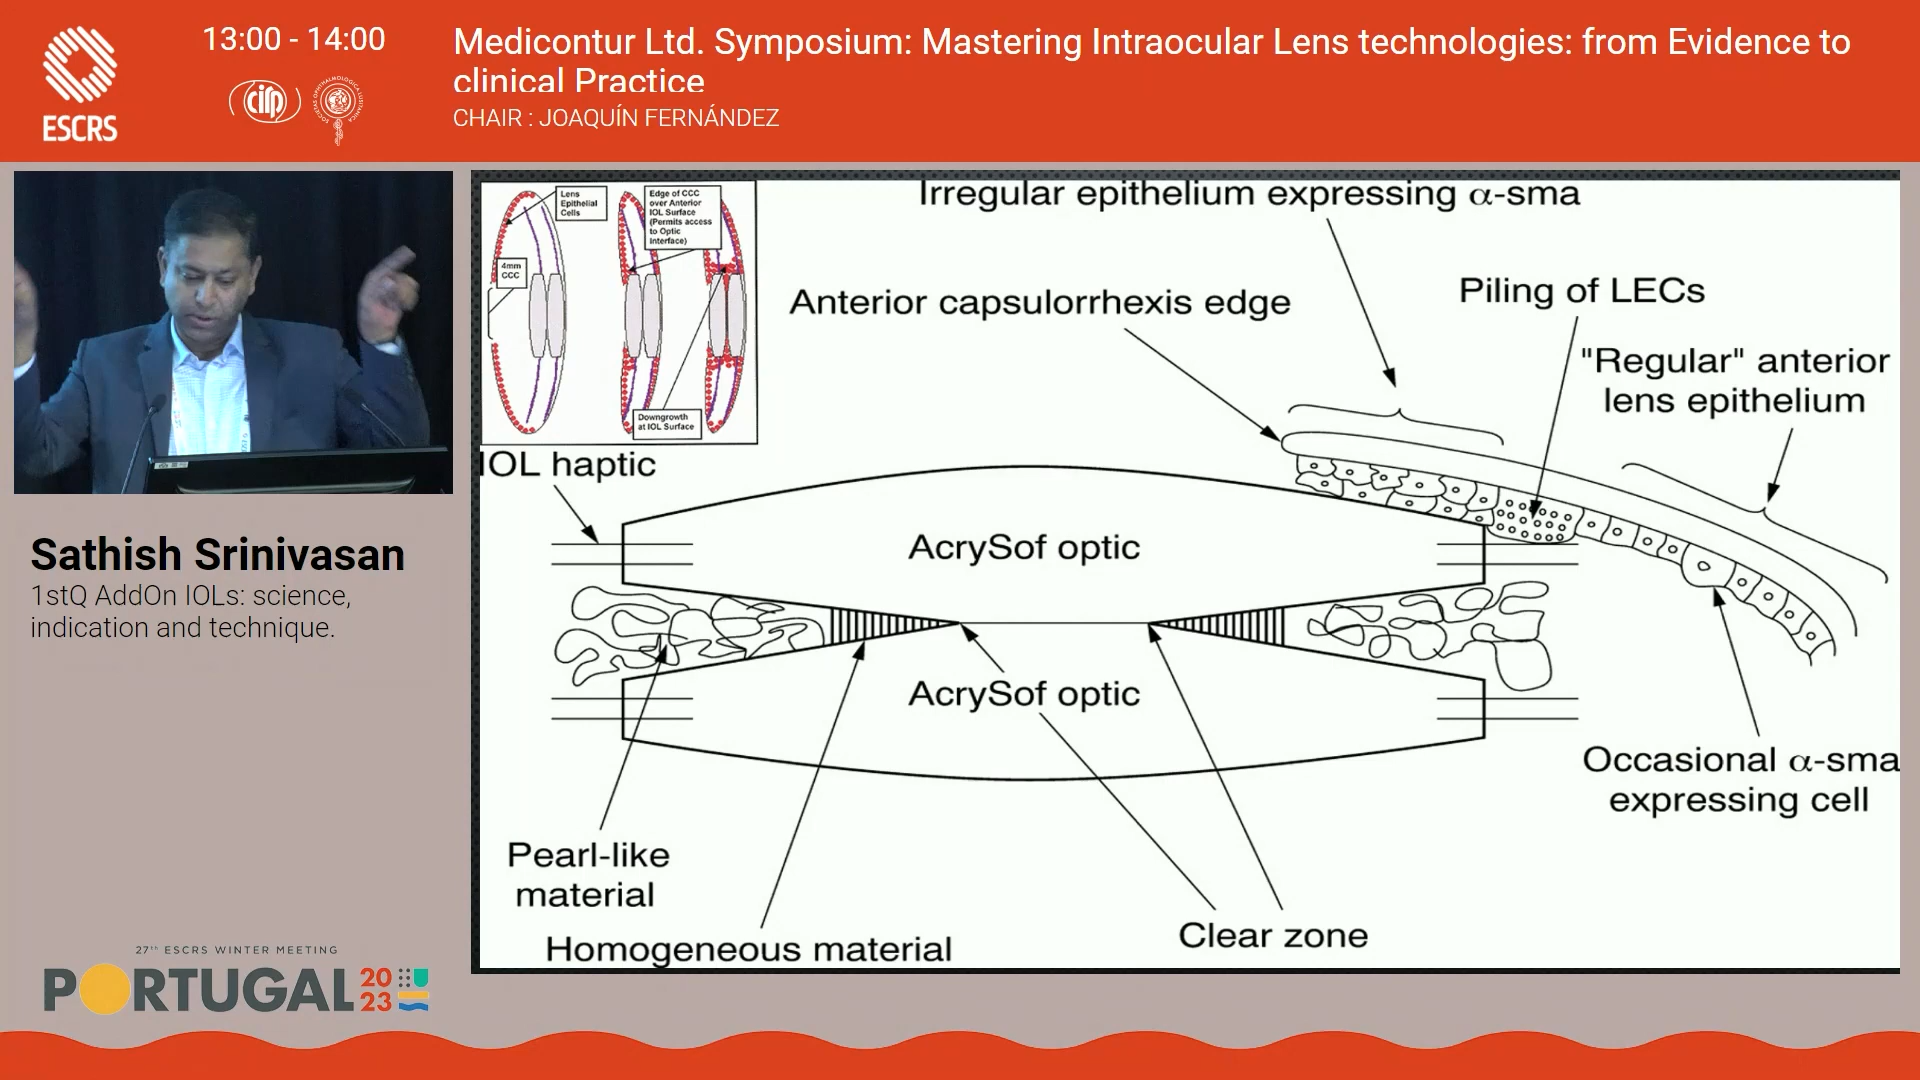 ESCRS
13:00 - 14:00
cirp
Medicontur Ltd. Symposium: Mastering Intraocular Lens technologies: from Evidence to
clinical Practice
CHAIR : JOAQUÍN FERNÁNDEZ
Sathish Srinivasan
1stQ AddOn IOLs: science,
indication and technique.
27th ESCRS WINTER MEETING
PORTUGAL 20
23
Lens
Epithelial
Cells
4mm
CCC
Edge of CCC
over Anterior
IOL Surface
(Permits access
to Optic
Interface)
Downgrowth
at IOL Surface
Irregular epithelium expressing α-sma
Anterior capsulorrhexis edge
Piling of LECs
"Regular" anterior
lens epithelium
IOL haptic
AcrySof optic
AcrySof optic
Occasional α-sma
expressing cell
Pearl-like
material
Homogeneous material
Clear zone